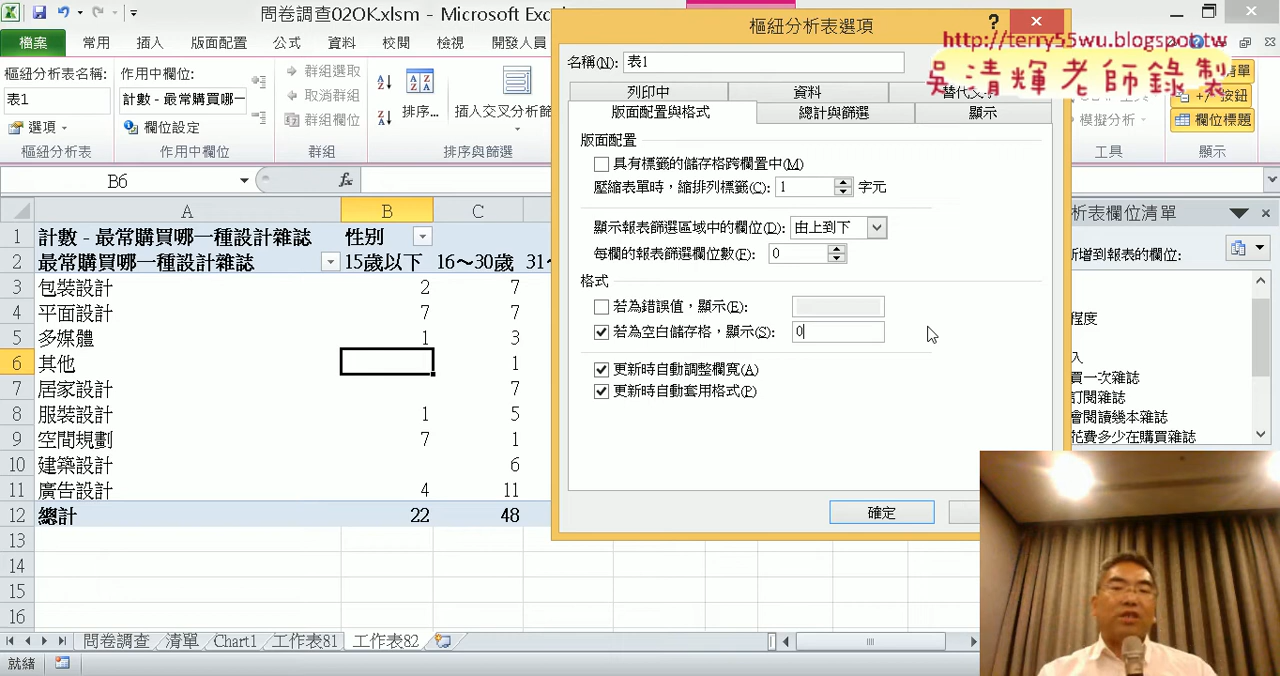 問卷調查02OK.xlsm - Microsoft Exc
樞紐分析表選項
http://terry55wu.blogspot.tw
吳清輝老師錄製
檔案 常用 插入 版面配置 公式 資料 校閱 檢視 開發人員
樞紐分析表名稱:
表1
選項
樞紐分析表
作用中欄位:
計數 - 最常購買哪一
欄位設定
作用中欄位
群組選取
取消群組
群組欄位
群組
排序...
插入交叉分析篩
排序與篩選
模擬分析
工具
清單
+/- 按鈕
欄位標題
顯示
B6
fx
名稱(N): 表1
列印中 資料 替代文字
版面配置與格式 總計與篩選 顯示
版面配置
具有標籤的儲存格跨欄置中(M)
壓縮表單時，縮排列標籤(C): 1 字元
顯示報表篩選區域中的欄位(D): 由上到下
每欄的報表篩選欄位數(F): 0
格式
若為錯誤值，顯示(E):
若為空白儲存格，顯示(S): 0
更新時自動調整欄寬(A)
更新時自動套用格式(P)
確定
A B C
1 計數 - 最常購買哪一種設計雜誌 性別
2 最常購買哪一種設計雜誌 15歲以下 16～30歲 31～
3 包裝設計 2 7
4 平面設計 7 7
5 多媒體 1 3
6 其他 1
7 居家設計 7
8 服裝設計 1 5
9 空間規劃 7 1
10 建築設計 6
11 廣告設計 4 11
12 總計 22 48
13
14
15
16
析表欄位清單
新增到報表的欄位:
程度
入
買一次雜誌
訂閱雜誌
會閱讀幾本雜誌
花費多少在購買雜誌
問卷調查 清單 Chart1 工作表81 工作表82
就緒